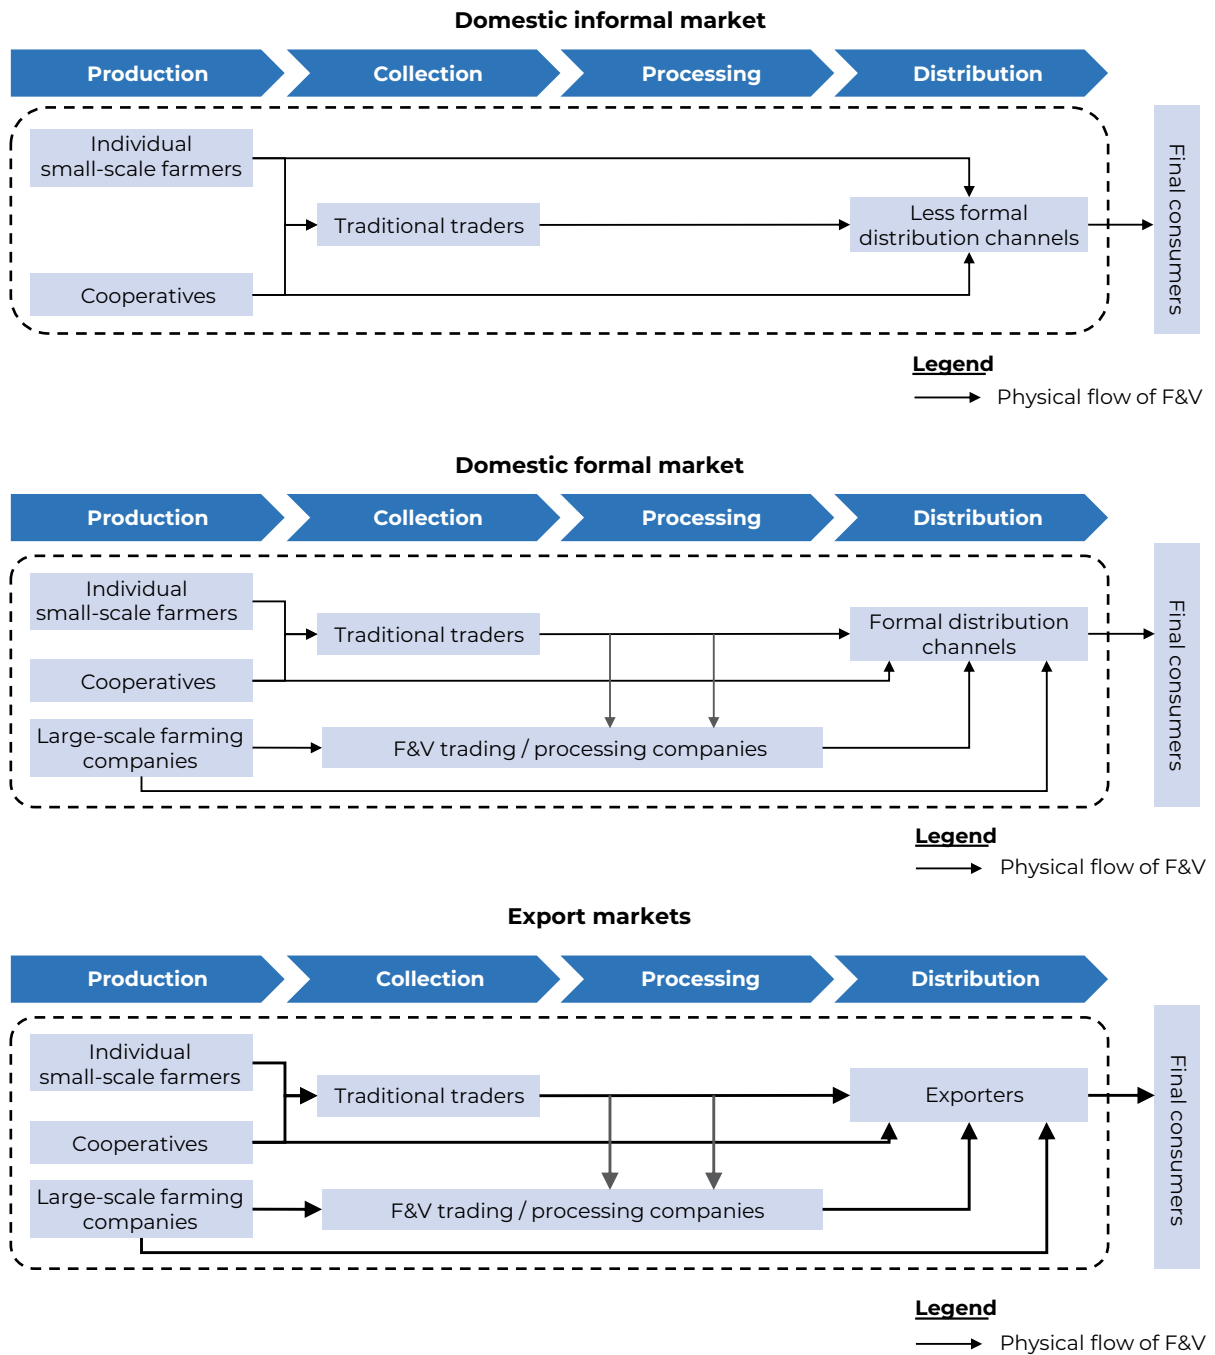 Domestic informal market
Production
Collection
Processing
Distribution
Individual
small-scale farmers
Traditional traders
Less formal
distribution channels
Cooperatives
Final consumers
Legend
Physical flow of F&V
Domestic formal market
Production
Collection
Processing
Distribution
Individual
small-scale farmers
Traditional traders
Formal distribution
channels
Cooperatives
Large-scale farming
companies
F&V trading / processing companies
Final consumers
Legend
Physical flow of F&V
Export markets
Production
Collection
Processing
Distribution
Individual
small-scale farmers
Traditional traders
Exporters
Cooperatives
Large-scale farming
companies
F&V trading / processing companies
Final consumers
Legend
Physical flow of F&V